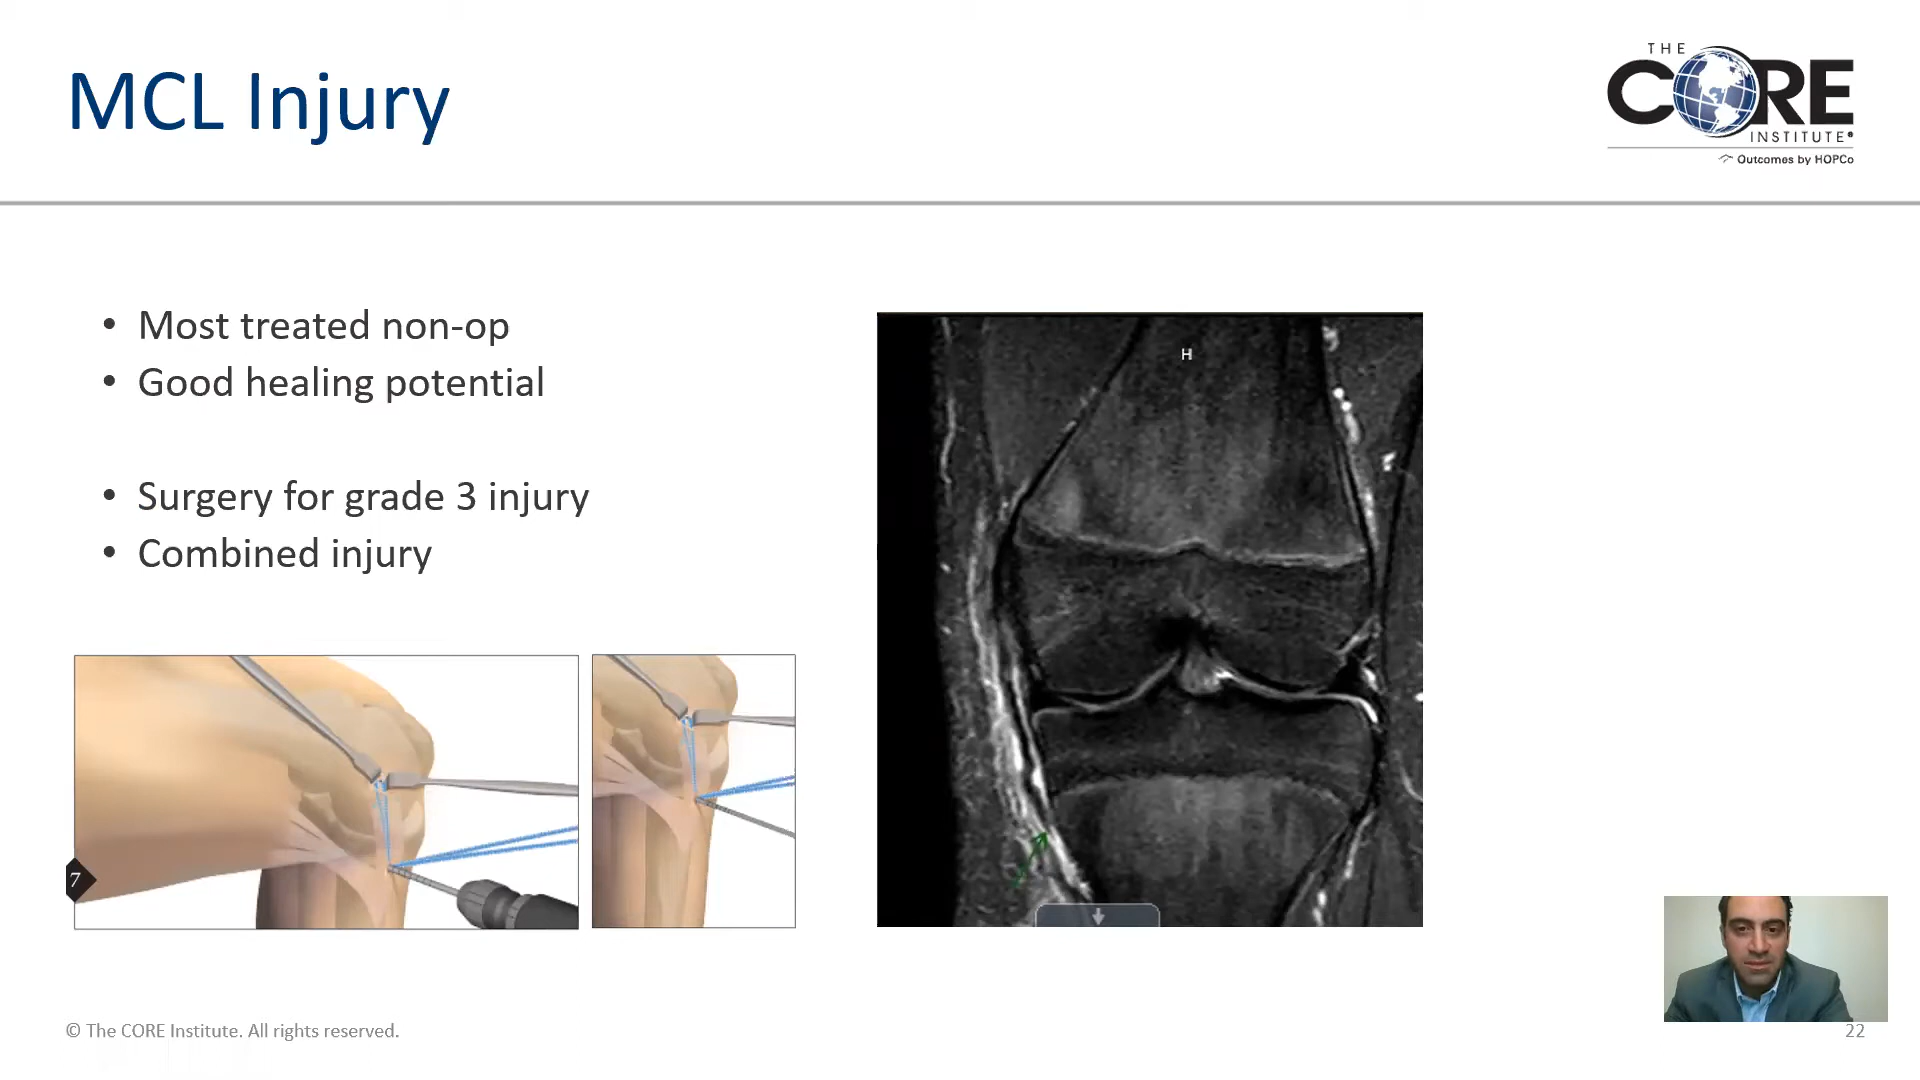 MCL Injury
THE
CORE
INSTITUTE®
Outcomes by HOPCo
• Most treated non-op
• Good healing potential
• Surgery for grade 3 injury
• Combined injury
H
7
© The CORE Institute. All rights reserved.
22